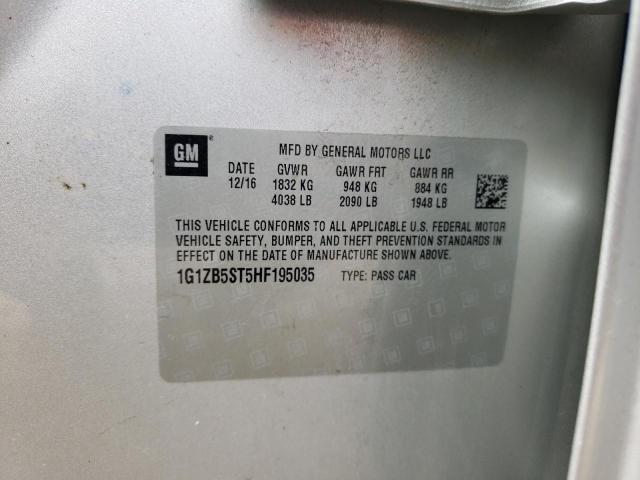 GM ®
MFD BY GENERAL MOTORS LLC
DATE GVWR GAWR FRT GAWR RR
12/16 1832 KG 948 KG 884 KG
4038 LB 2090 LB 1948 LB
THIS VEHICLE CONFORMS TO ALL APPLICABLE U.S. FEDERAL MOTOR
VEHICLE SAFETY, BUMPER, AND THEFT PREVENTION STANDARDS IN
EFFECT ON THE DATE OF MANUFACTURE SHOWN ABOVE.
1G1ZB5ST5HF195035 TYPE: PASS CAR